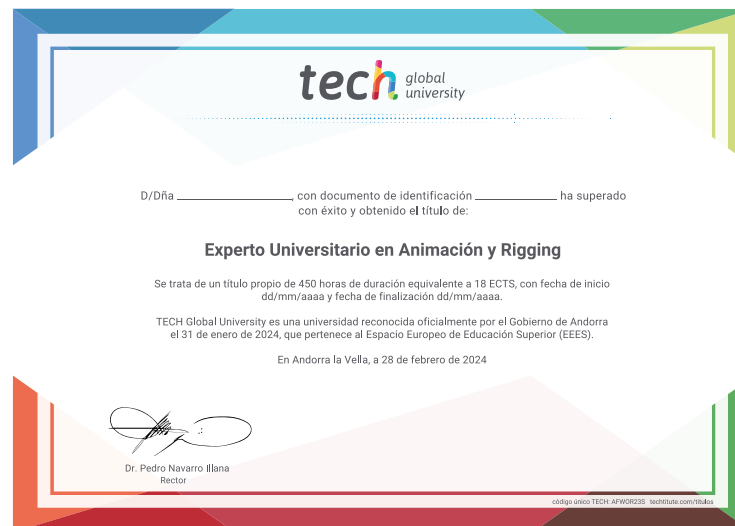 tech global university
D/Dña ____________________, con documento de identificación ______________ ha superado
con éxito y obtenido el título de:
Experto Universitario en Animación y Rigging
Se trata de un título propio de 450 horas de duración equivalente a 18 ECTS, con fecha de inicio
dd/mm/aaaa y fecha de finalización dd/mm/aaaa.
TECH Global University es una universidad reconocida oficialmente por el Gobierno de Andorra
el 31 de enero de 2024, que pertenece al Espacio Europeo de Educación Superior (EEES).
En Andorra la Vella, a 28 de febrero de 2024
Dr. Pedro Navarro Illana
Rector
código único TECH: AFWOR23S techtitute.com/titulos